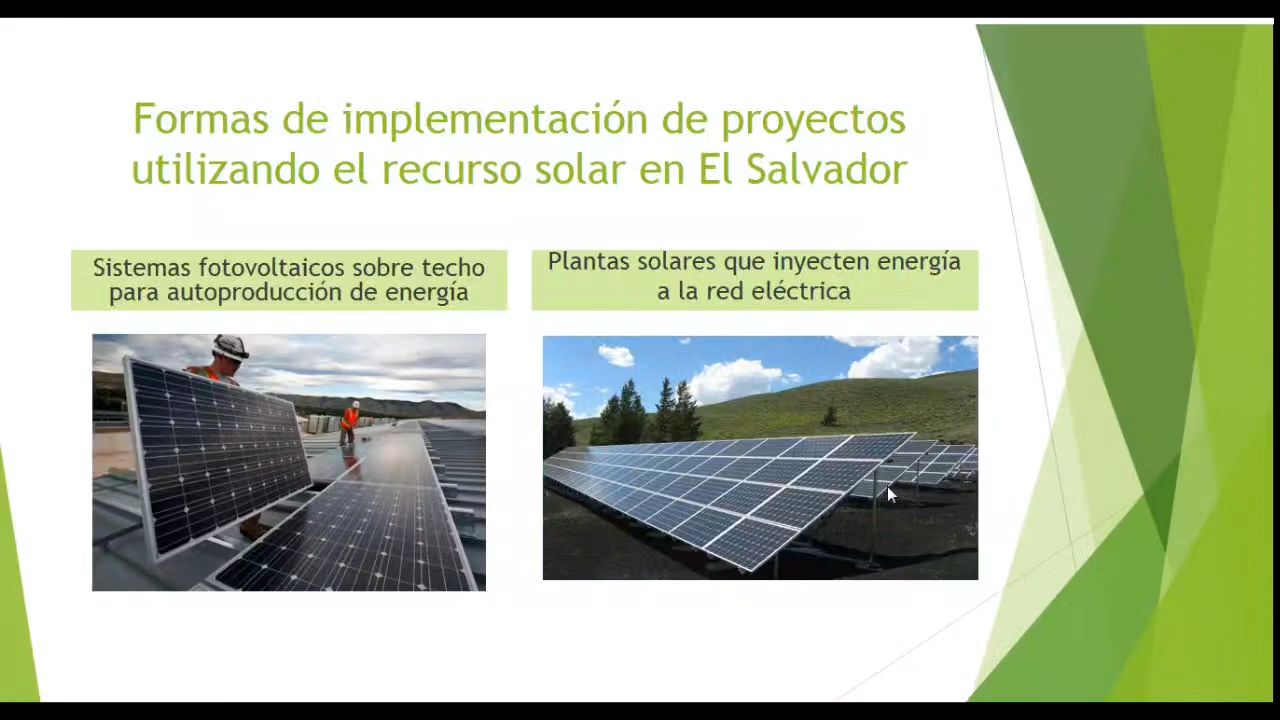 Formas de implementación de proyectos
utilizando el recurso solar en El Salvador
Sistemas fotovoltaicos sobre techo
para autoproducción de energía
Plantas solares que inyecten energía
a la red eléctrica